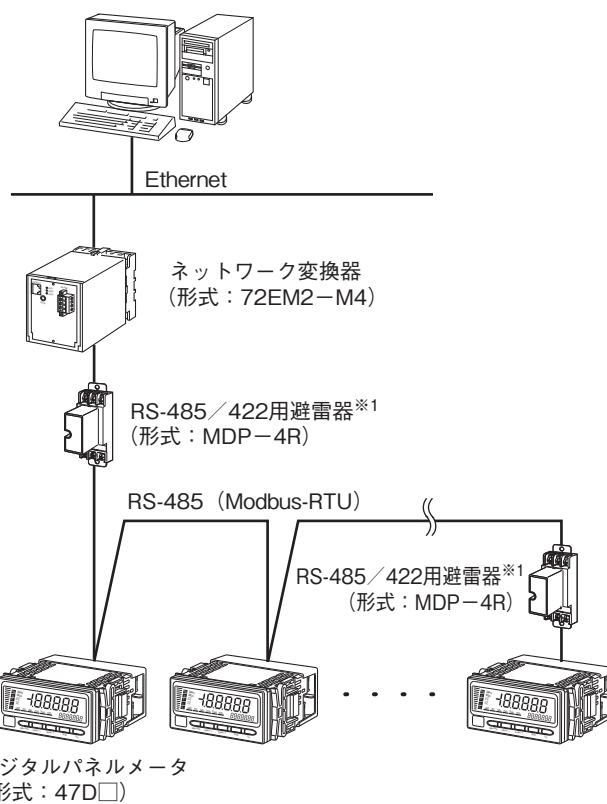 Ethernet
ネットワーク変換器
（形式：72EM2－M4）
RS-485／422用避雷器※1
（形式：MDP－4R）
RS-485（Modbus-RTU）
RS-485／422用避雷器※1
（形式：MDP－4R）
-18888
-18888
-18888
ジタルパネルメータ
形式：47D□）